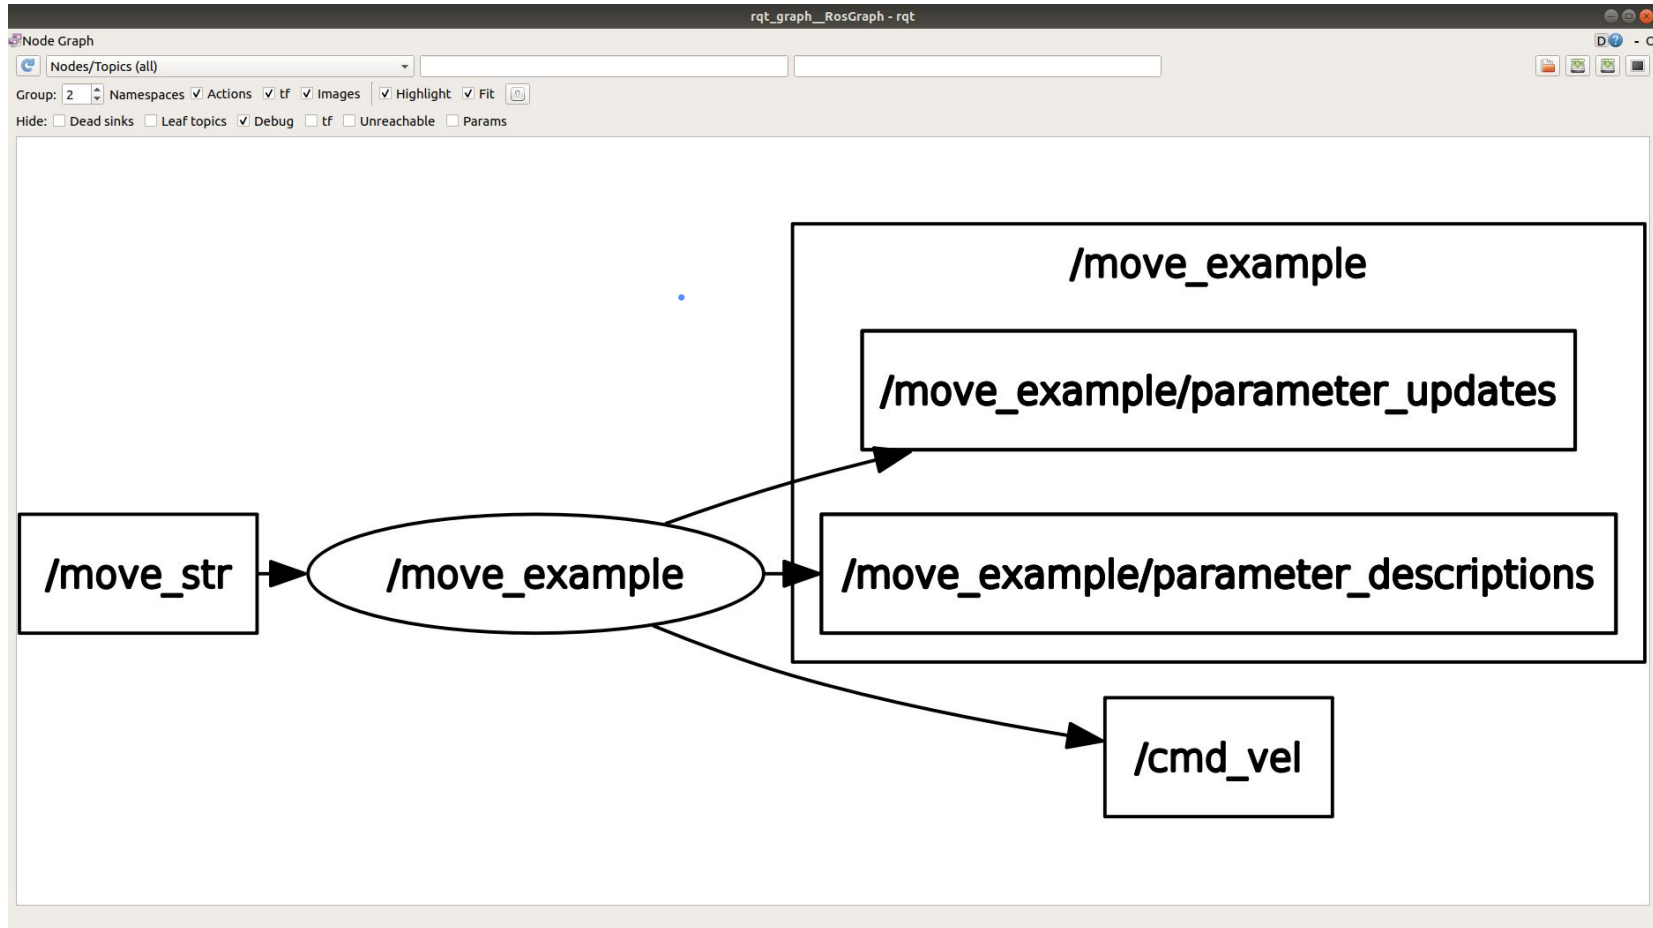 rqt_graph__RosGraph - rqt
Node Graph
D - O
Nodes/Topics (all)
Group: 2 Namespaces Actions tf Images Highlight Fit
Hide: Dead sinks Leaf topics Debug tf Unreachable Params
/move_example
/move_example/parameter_updates
/move_str
/move_example
/move_example/parameter_descriptions
/cmd_vel